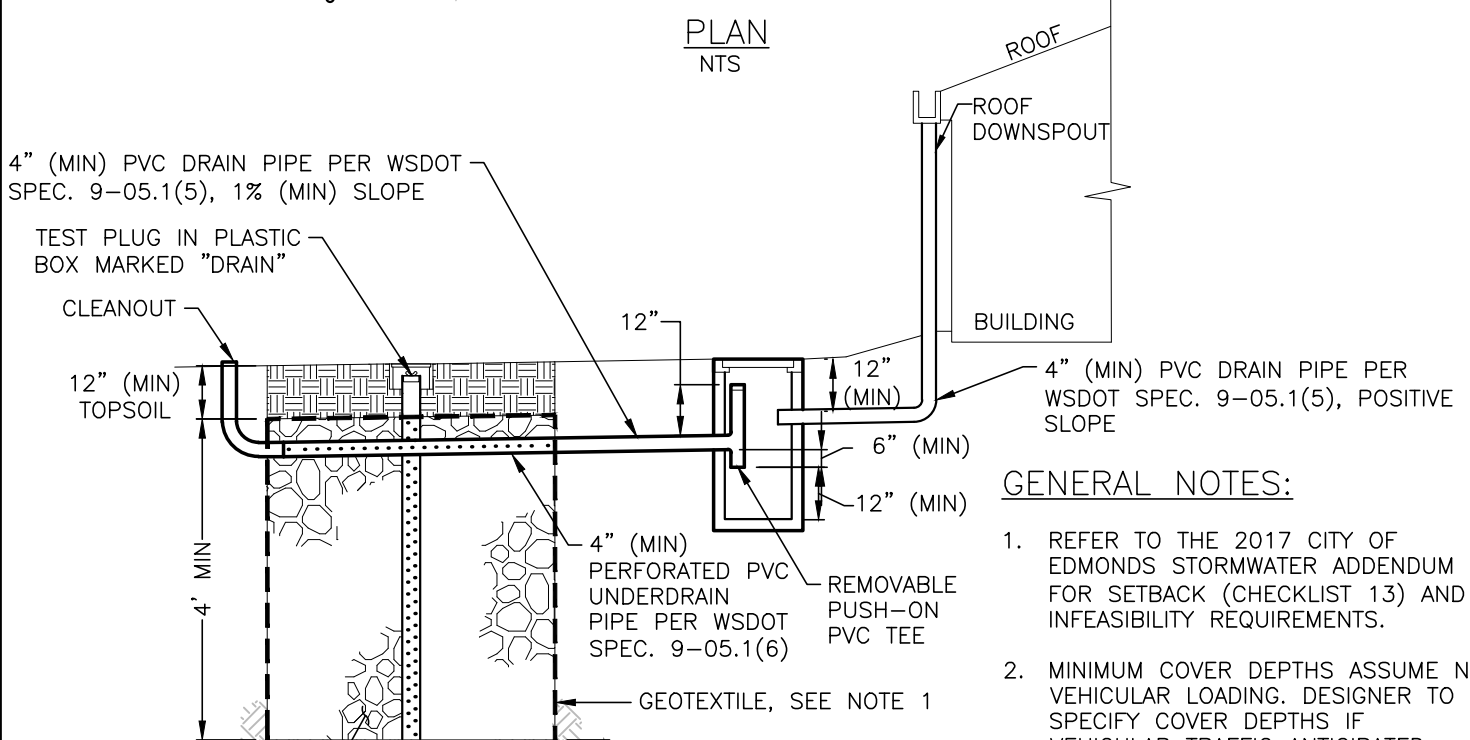 PLAN
NTS
ROOF
ROOF
DOWNSPOUT
4” (MIN) PVC DRAIN PIPE PER WSDOT
SPEC. 9–05.1(5), 1% (MIN) SLOPE
TEST PLUG IN PLASTIC
BOX MARKED ”DRAIN”
CLEANOUT
12”
BUILDING
12” (MIN)
TOPSOIL
12”
(MIN)
4” (MIN) PVC DRAIN PIPE PER
WSDOT SPEC. 9–05.1(5), POSITIVE
SLOPE
6” (MIN)
12” (MIN)
4' MIN
4” (MIN)
PERFORATED PVC
UNDERDRAIN
PIPE PER WSDOT
SPEC. 9–05.1(6)
REMOVABLE
PUSH–ON
PVC TEE
GEOTEXTILE, SEE NOTE 1
GENERAL NOTES:
1. REFER TO THE 2017 CITY OF
EDMONDS STORMWATER ADDENDUM
FOR SETBACK (CHECKLIST 13) AND
INFEASIBILITY REQUIREMENTS.
2. MINIMUM COVER DEPTHS ASSUME N
VEHICULAR LOADING. DESIGNER TO
SPECIFY COVER DEPTHS IF
VEHICULAR TRAFFIC ANTICIPATED